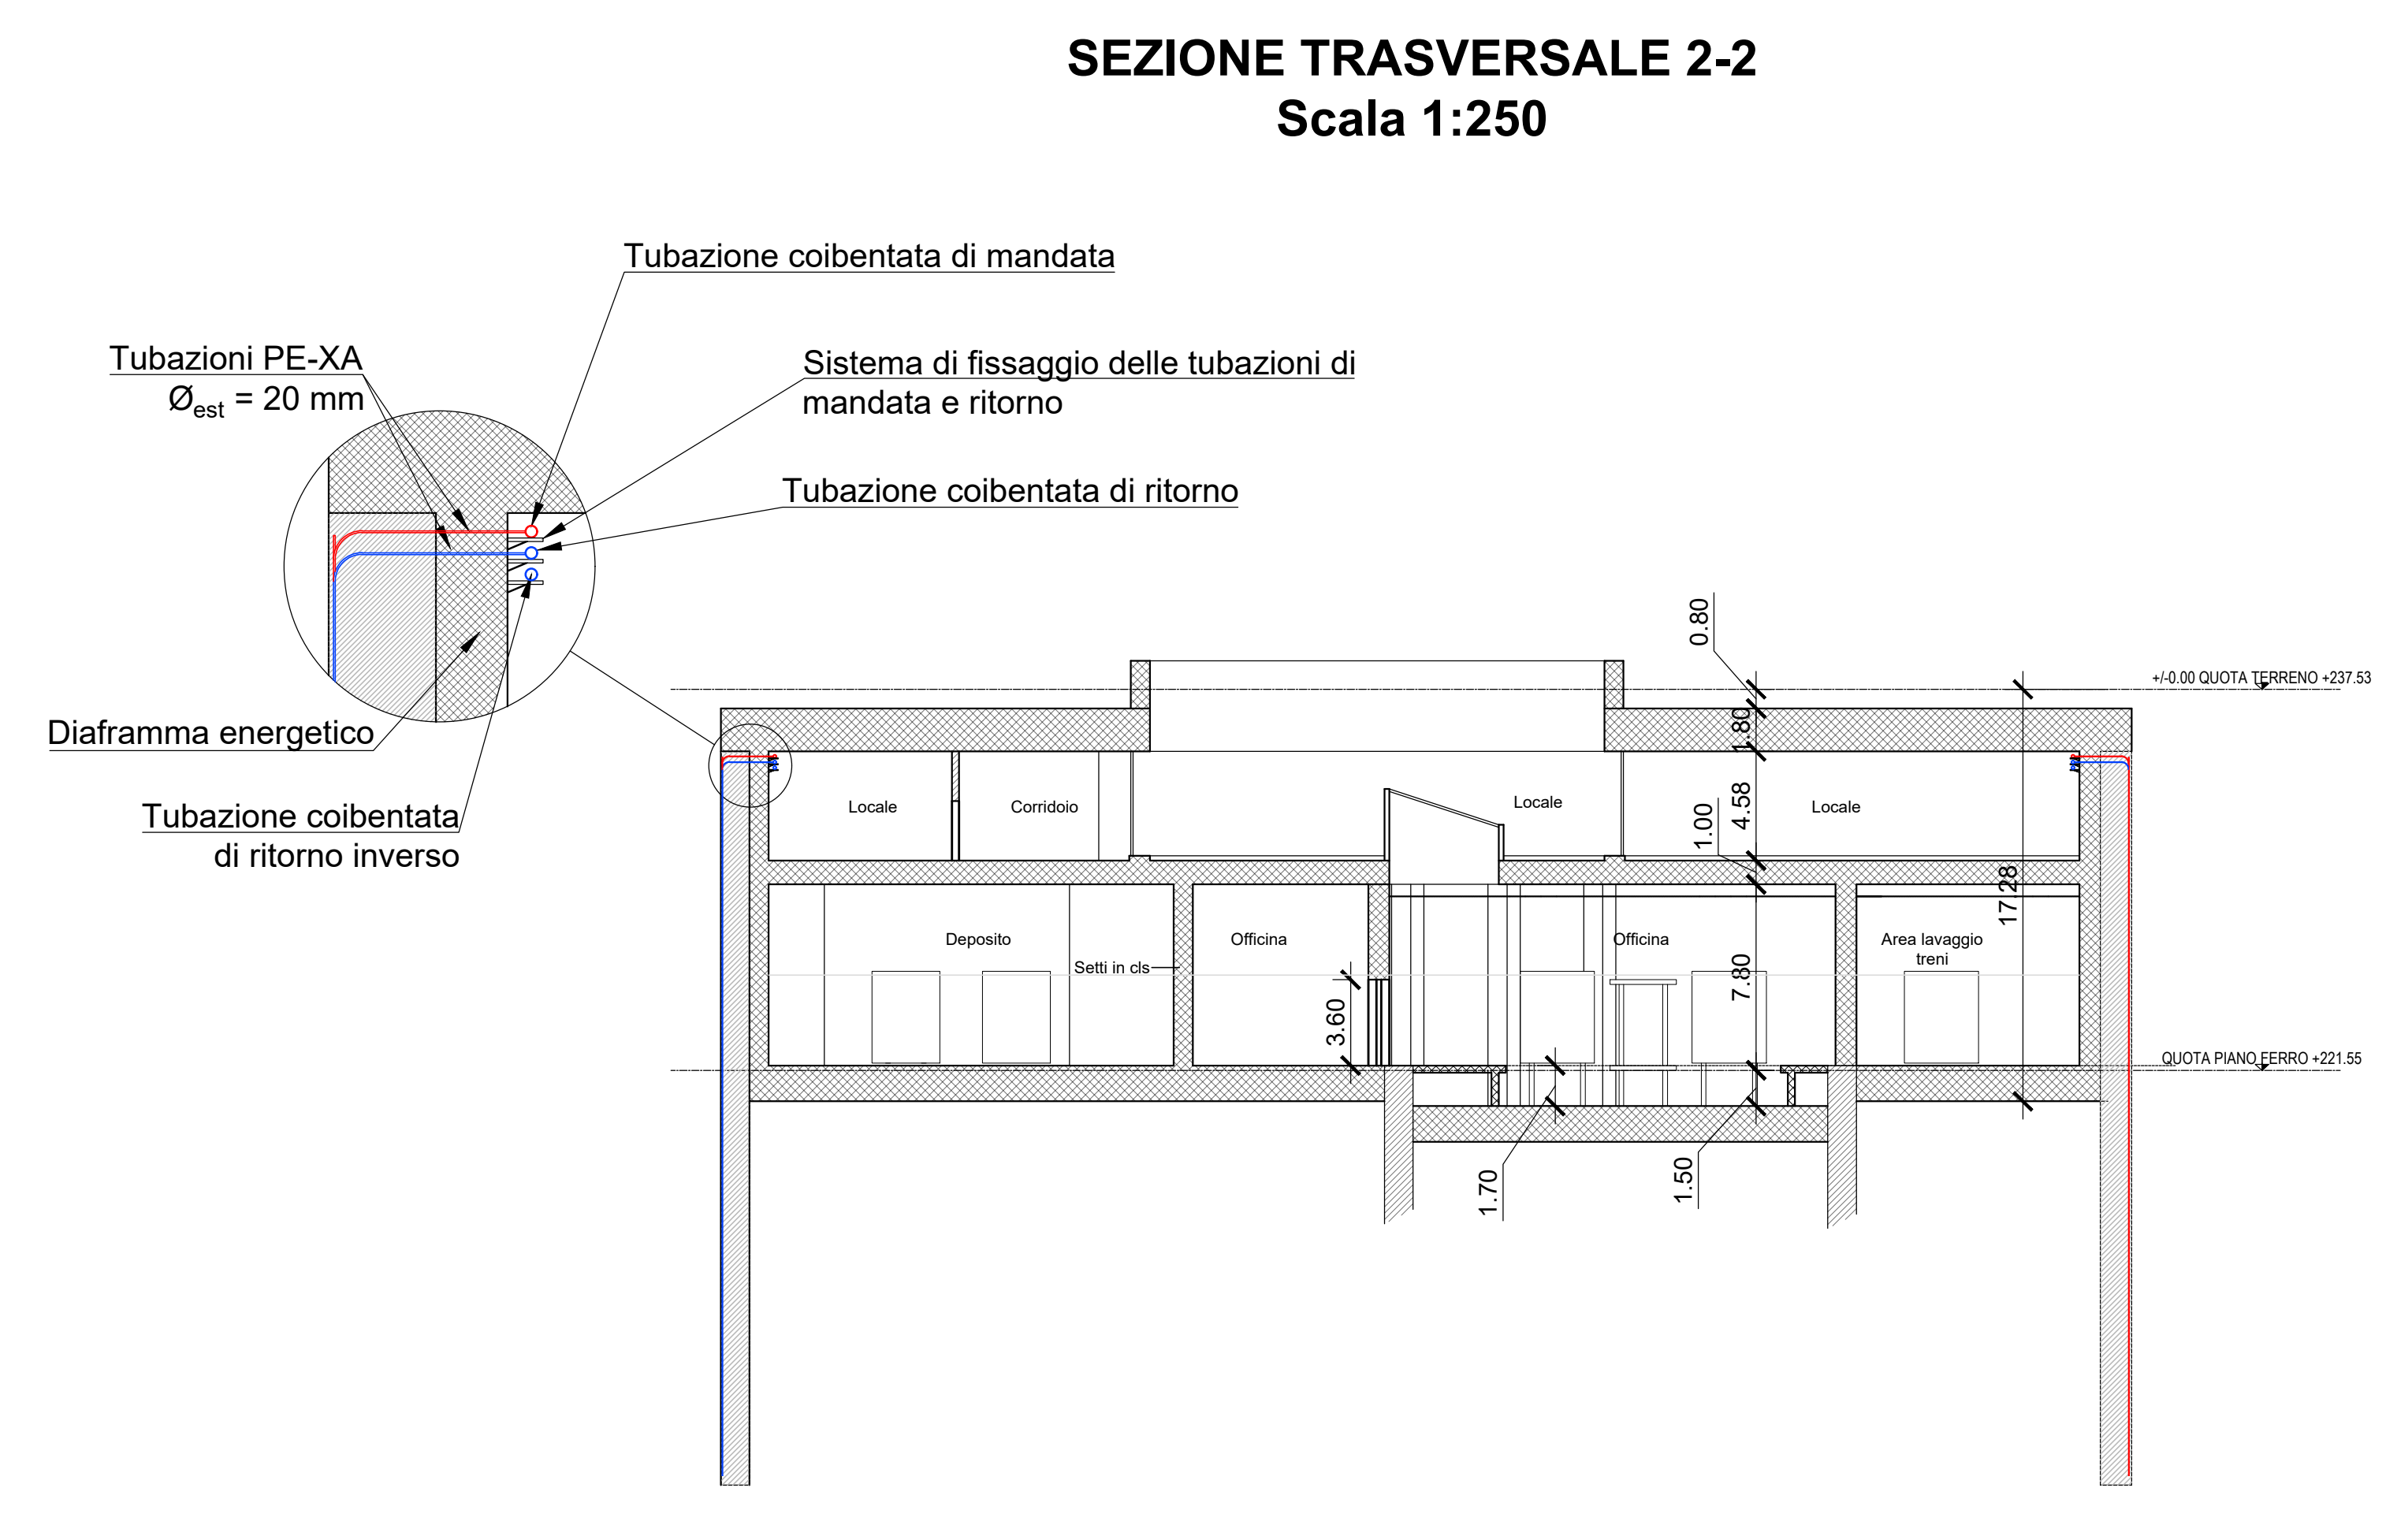 SEZIONE TRASVERSALE 2-2
Scala 1:250
Tubazione coibentata di mandata
Tubazioni PE-XA
Øest = 20 mm
Sistema di fissaggio delle tubazioni di
mandata e ritorno
Tubazione coibentata di ritorno
Diaframma energetico
Tubazione coibentata
di ritorno inverso
0.80
+/-0.00 QUOTA TERRENO +237.53
1.80
Locale
Corridoio
Locale
1.00
4.58
Locale
17.28
Deposito
Setti in cls
Officina
Officina
Area lavaggio
treni
7.80
3.60
QUOTA PIANO FERRO +221.55
1.70
1.50